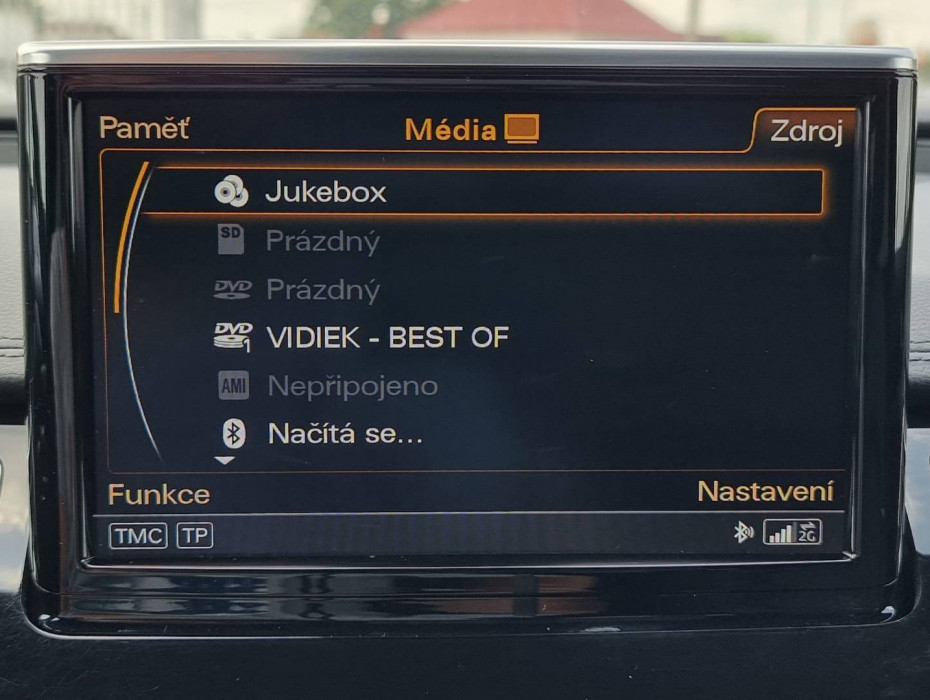 Paměť
Média
Zdroj
Jukebox
SD Prázdný
DVD Prázdný
DVD 1 VIDIEK - BEST OF
AMI Nepřipojeno
Načítá se...
Funkce
Nastavení
TMC TP 2G